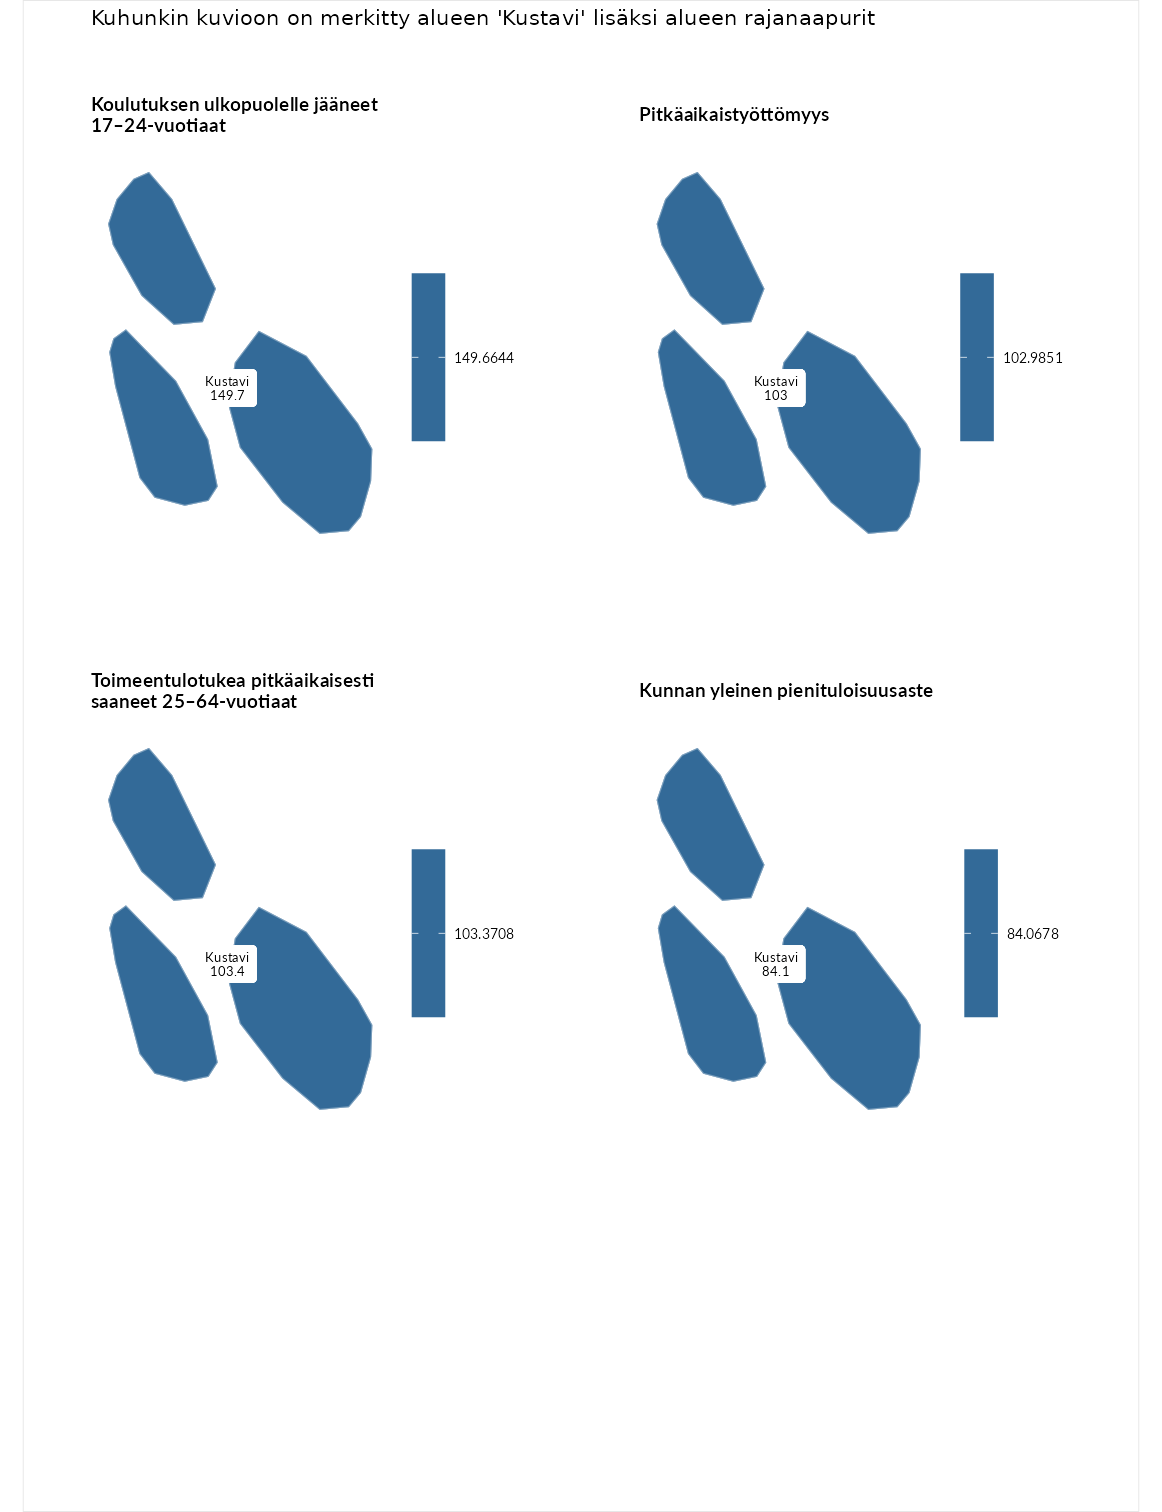 Kuhunkin kuvioon on merkitty alueen 'Kustavi' lisäksi alueen rajanaapurit
Koulutuksen ulkopuolelle jääneet
17–24-vuotiaat
Kustavi
149.7
149.6644
Pitkäaikaistyöttömyys
Kustavi
103
102.9851
Toimeentulotukea pitkäaikaisesti
saaneet 25–64-vuotiaat
Kustavi
103.4
103.3708
Kunnan yleinen pienituloisuusaste
Kustavi
84.1
84.0678